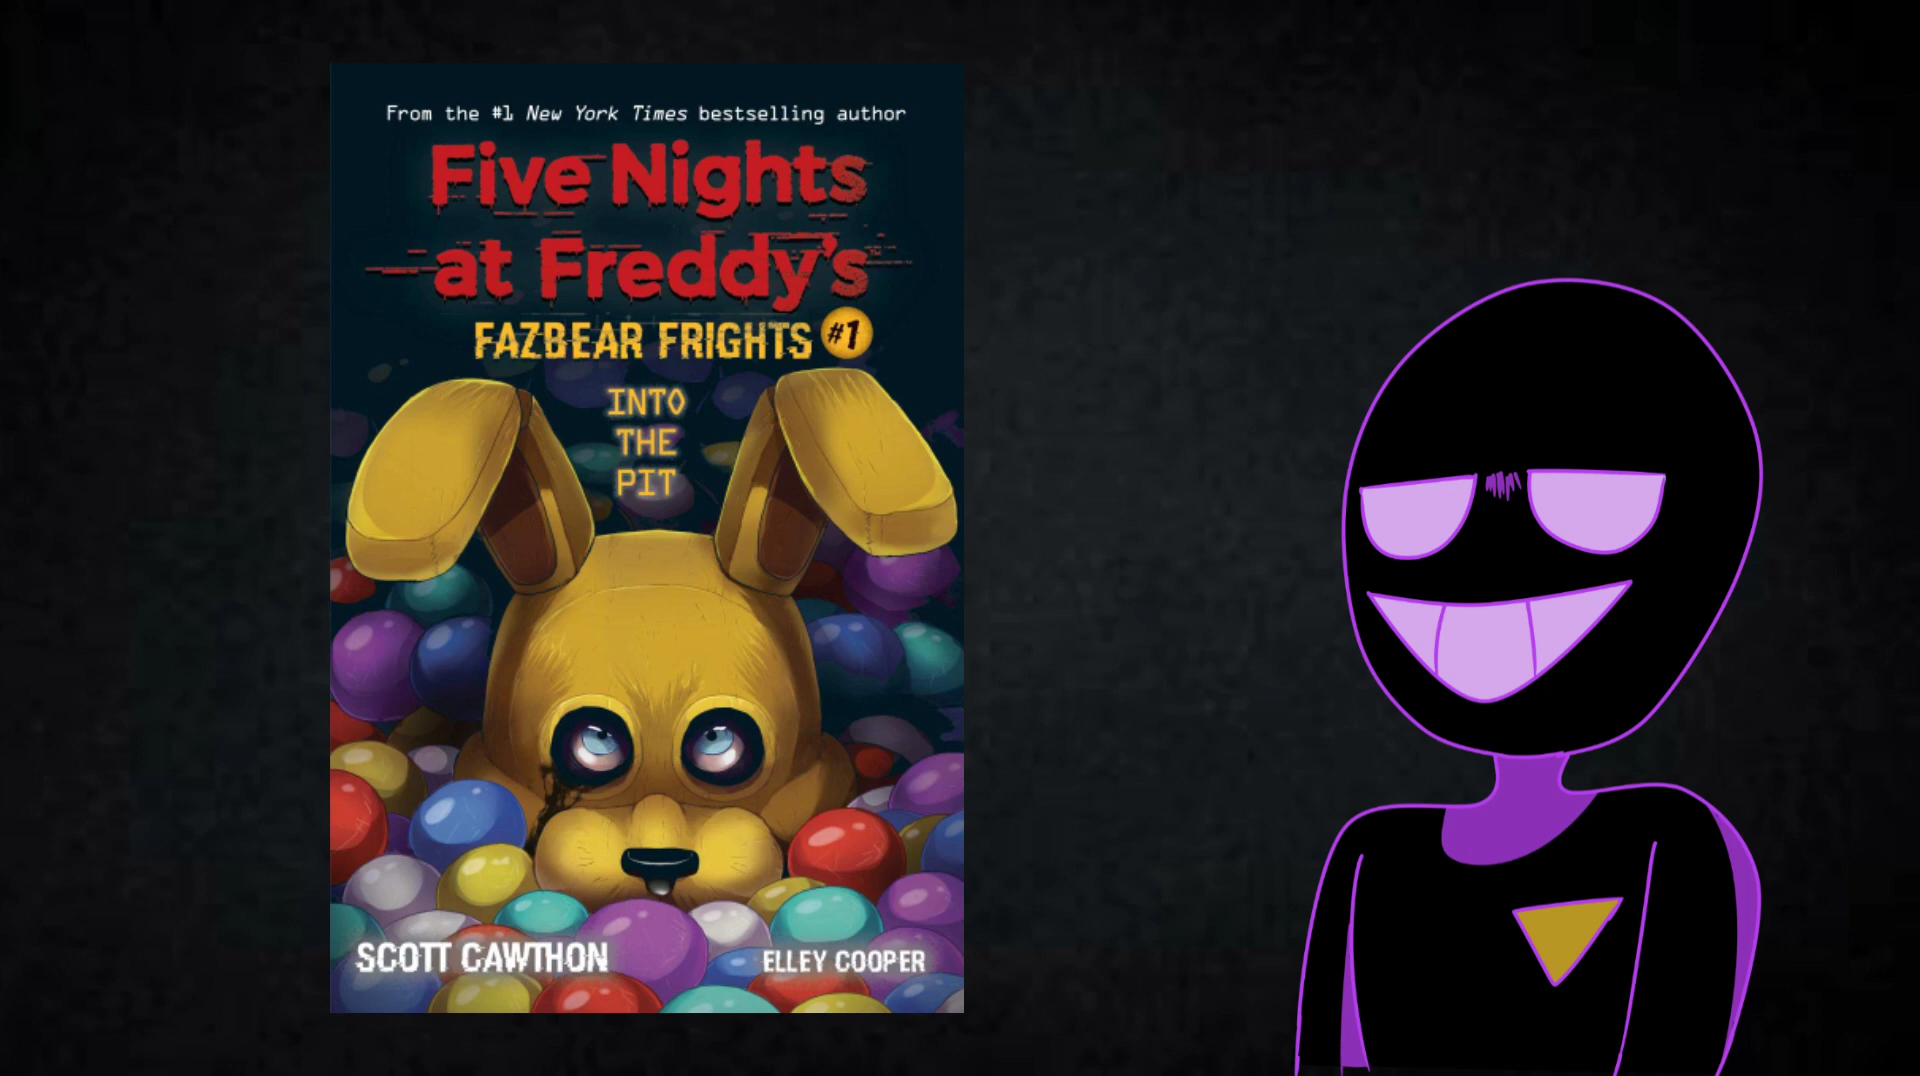 From the #1 New York Times bestselling author
Five Nights
at Freddy's™
FAZBEAR FRIGHTS #1
INTO
THE
PIT
SCOTT CAWTHON ELLEY COOPER